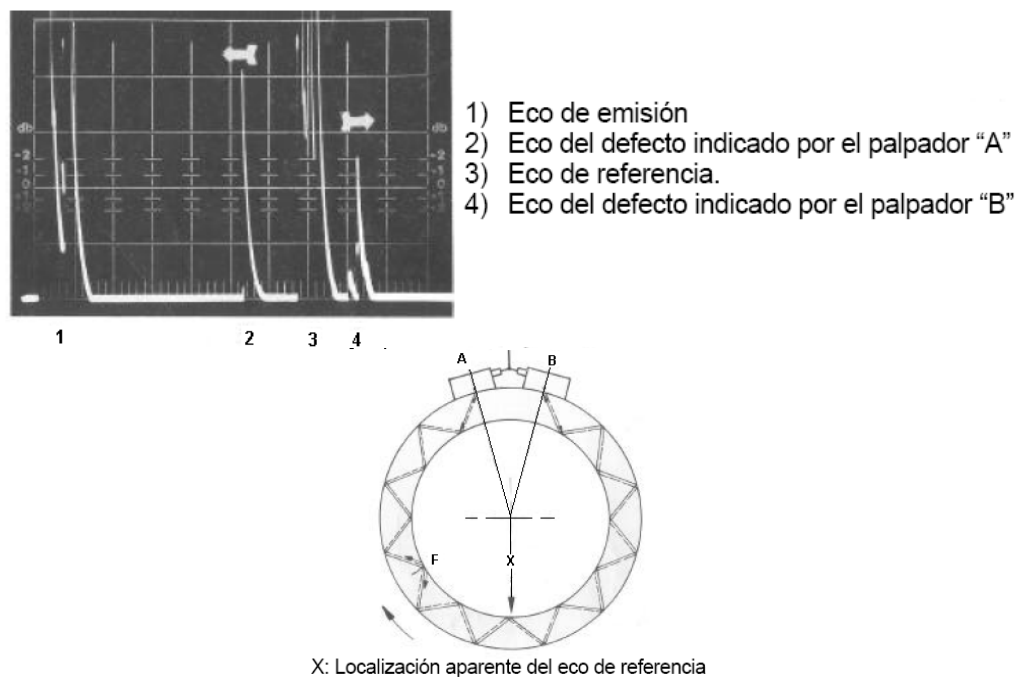 db
db
+2
-1
0
+2
-1
0
1) Eco de emisión
2) Eco del defecto indicado por el palpador “A”
3) Eco de referencia.
4) Eco del defecto indicado por el palpador “B”
1 2 3 4
A B
F X
X: Localización aparente del eco de referencia